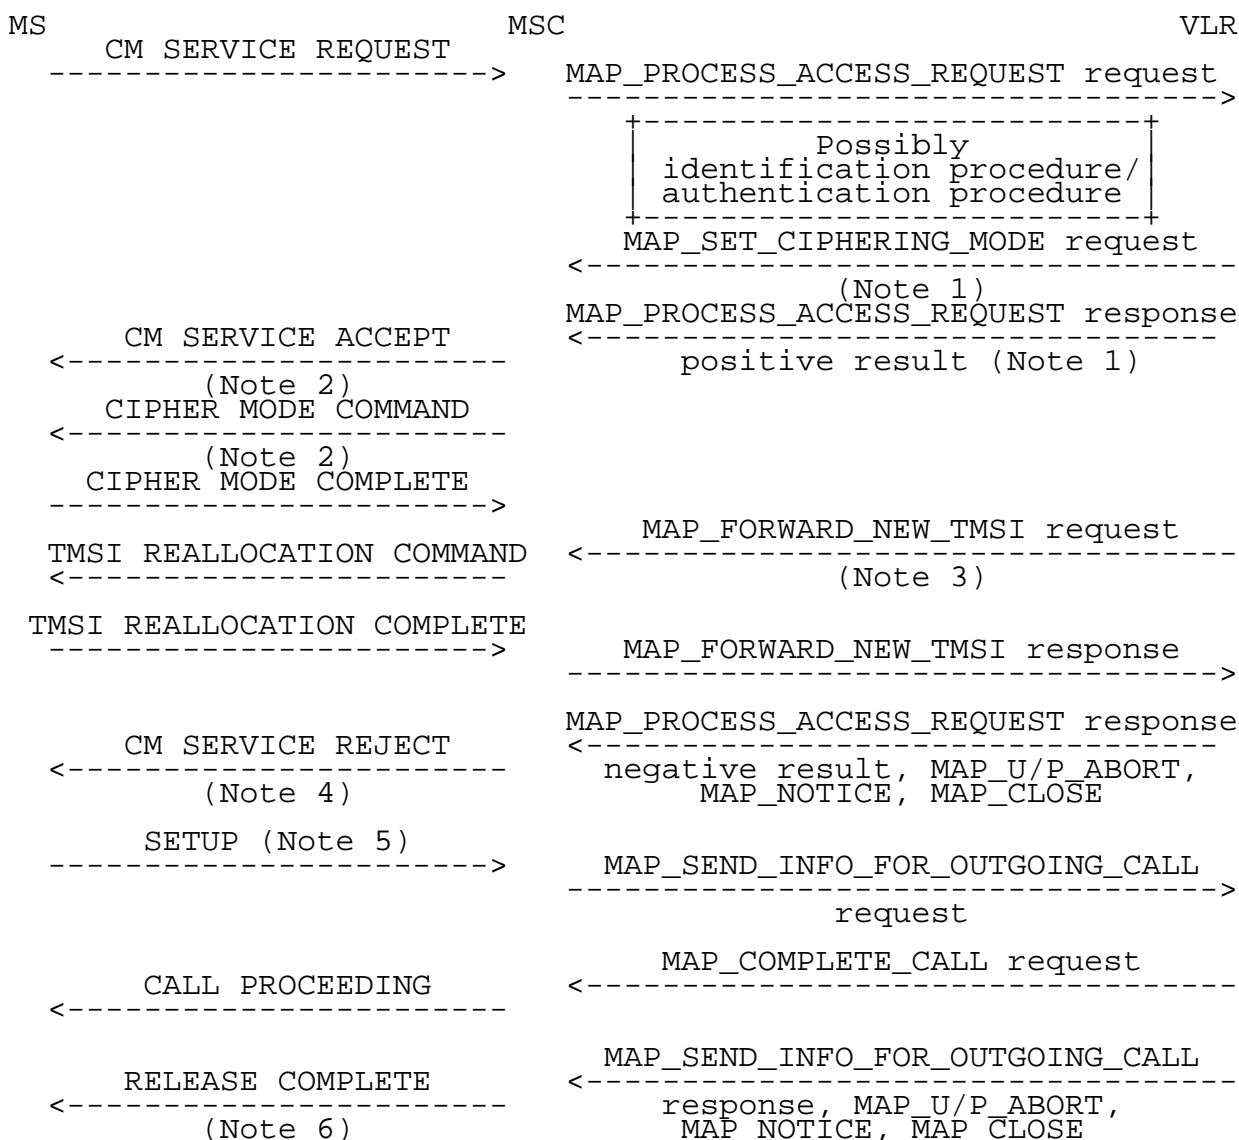 MS MSC VLR
CM SERVICE REQUEST
-----------------------> MAP_PROCESS_ACCESS_REQUEST request
---------------------------------->
+--------------------------+
| Possibly |
| identification procedure/|
| authentication procedure |
+--------------------------+
MAP_SET_CIPHERING_MODE request
<----------------------------------
(Note 1)
MAP_PROCESS_ACCESS_REQUEST response
CM SERVICE ACCEPT <---------------------------------
<----------------------- positive result (Note 1)
(Note 2)
CIPHER MODE COMMAND
<-----------------------
(Note 2)
CIPHER MODE COMPLETE
----------------------->
MAP_FORWARD_NEW_TMSI request
TMSI REALLOCATION COMMAND <----------------------------------
<----------------------- (Note 3)
TMSI REALLOCATION COMPLETE
-----------------------> MAP_FORWARD_NEW_TMSI response
---------------------------------->
MAP_PROCESS_ACCESS_REQUEST response
CM SERVICE REJECT <---------------------------------
<----------------------- negative result, MAP_U/P_ABORT,
(Note 4) MAP_NOTICE, MAP_CLOSE
SETUP (Note 5)
-----------------------> MAP_SEND_INFO_FOR_OUTGOING_CALL
---------------------------------->
request
MAP_COMPLETE_CALL request
CALL PROCEEDING <----------------------------------
<-----------------------
MAP_SEND_INFO_FOR_OUTGOING_CALL
RELEASE COMPLETE <----------------------------------
<----------------------- response, MAP_U/P_ABORT,
(Note 6) MAP_NOTICE, MAP_CLOSE